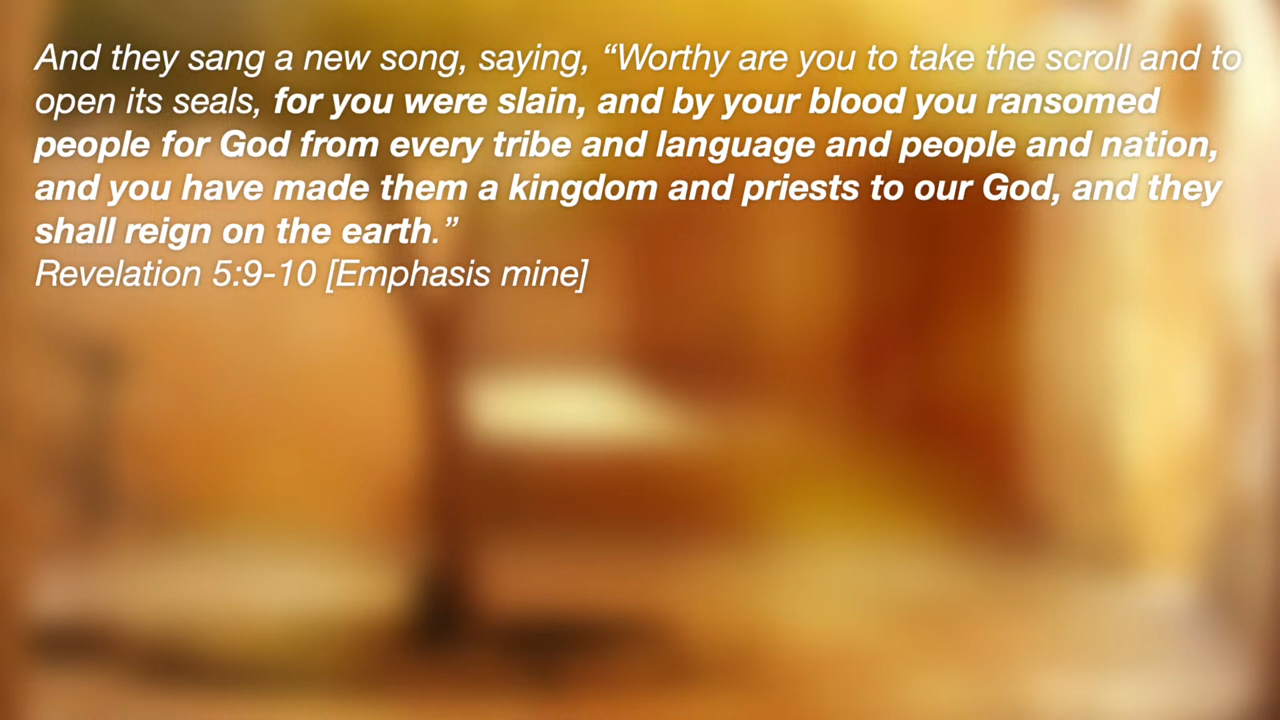 And they sang a new song, saying, “Worthy are you to take the scroll and to
open its seals, for you were slain, and by your blood you ransomed
people for God from every tribe and language and people and nation,
and you have made them a kingdom and priests to our God, and they
shall reign on the earth.”
Revelation 5:9-10 [Emphasis mine]